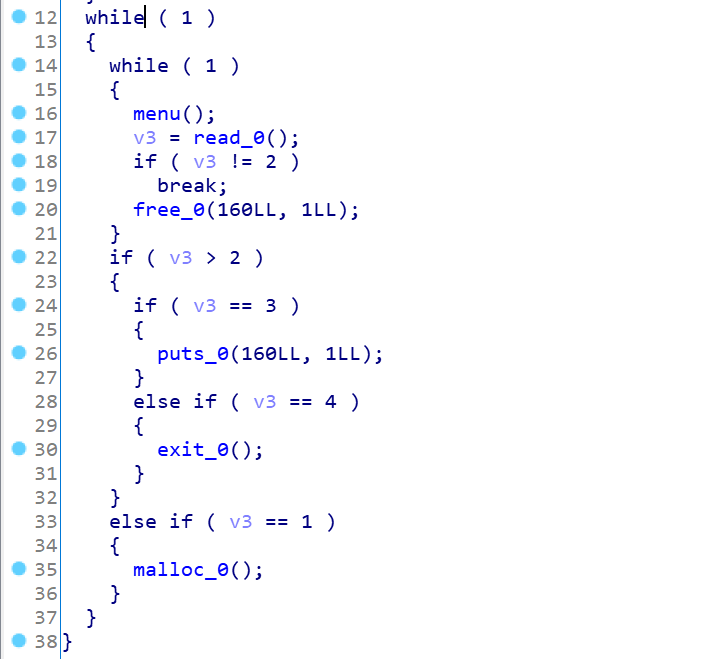 12 while ( 1 )
13 {
14 while ( 1 )
15 {
16 menu();
17 v3 = read_0();
18 if ( v3 != 2 )
19 break;
20 free_0(160LL, 1LL);
21 }
22 if ( v3 > 2 )
23 {
24 if ( v3 == 3 )
25 {
26 puts_0(160LL, 1LL);
27 }
28 else if ( v3 == 4 )
29 {
30 exit_0();
31 }
32 }
33 else if ( v3 == 1 )
34 {
35 malloc_0();
36 }
37 }
38 }